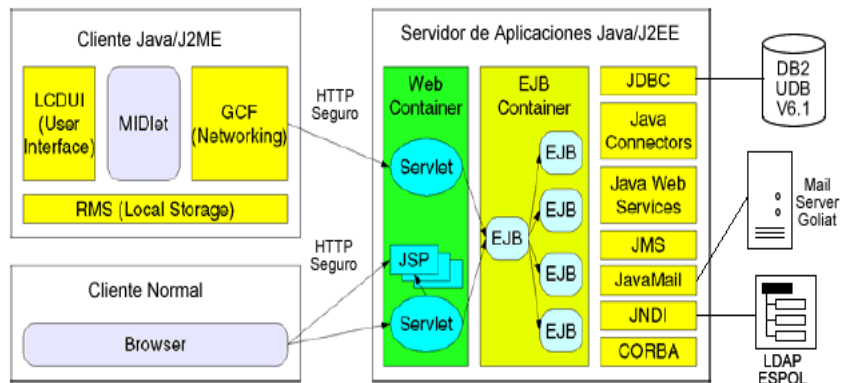 Cliente Java/J2ME
LCDUI
(User
Interface)
MIDlet
GCF
(Networking)
RMS (Local Storage)
HTTP
Seguro
Cliente Normal
Browser
HTTP
Seguro
Servidor de Aplicaciones Java/J2EE
Web
Container
Servlet
JSP
Servlet
EJB
Container
EJB
EJB
EJB
EJB
EJB
JDBC
Java
Connectors
Java Web
Services
JMS
JavaMail
JNDI
CORBA
DB2
UDB
V6.1
Mail
Server
Goliat
LDAP
ESPOL